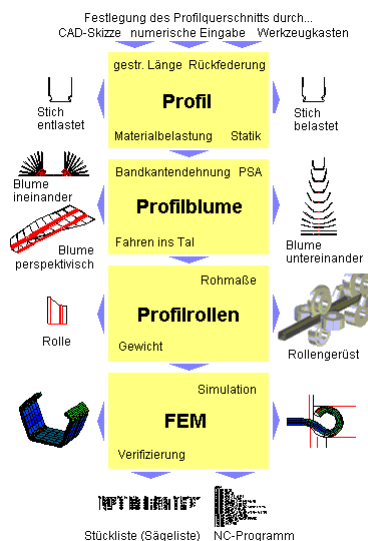 Festlegung des Profilquerschnitts durch...
CAD-Skizze numerische Eingabe Werkzeugkasten
gestr. Länge Rückfederung
Profil
Materialbelastung Statik
Stich
entlastet
Stich
belastet
Bandkantendehnung PSA
Profilblume
Fahren ins Tal
Blume
ineinander
Blume
perspektivisch
Blume
untereinander
Rohmaße
Profilrollen
Gewicht
Rolle
Rollengerüst
Simulation
FEM
Verifizierung
Stückliste (Sägeliste) NC-Programm